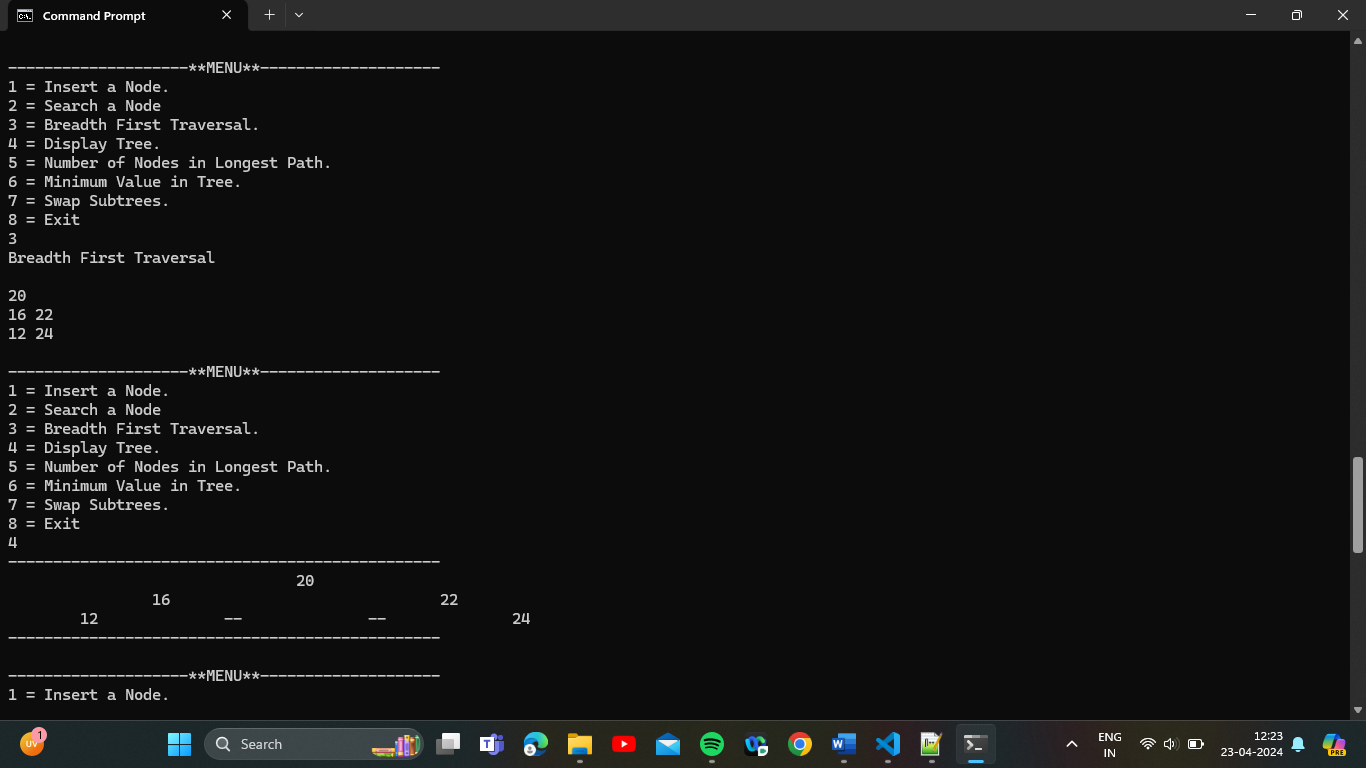 Command Prompt
--------------------**MENU**--------------------
1 = Insert a Node.
2 = Search a Node
3 = Breadth First Traversal.
4 = Display Tree.
5 = Number of Nodes in Longest Path.
6 = Minimum Value in Tree.
7 = Swap Subtrees.
8 = Exit
3
Breadth First Traversal
20
16 22
12 24
--------------------**MENU**--------------------
1 = Insert a Node.
2 = Search a Node
3 = Breadth First Traversal.
4 = Display Tree.
5 = Number of Nodes in Longest Path.
6 = Minimum Value in Tree.
7 = Swap Subtrees.
8 = Exit
4
------------------------------------------------
20
16 22
12 -- -- 24
------------------------------------------------
--------------------**MENU**--------------------
1 = Insert a Node.
UV 1
Search
ENG
IN
12:23
23-04-2024
PRE